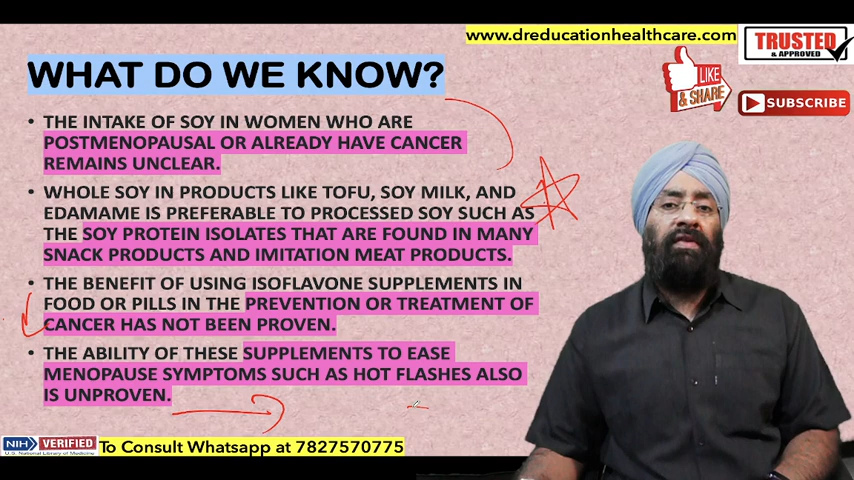 www.dreducationhealthcare.com
TRUSTED
& APPROVED
WHAT DO WE KNOW?
LIKE
& SHARE
SUBSCRIBE
• THE INTAKE OF SOY IN WOMEN WHO ARE
POSTMENOPAUSAL OR ALREADY HAVE CANCER
REMAINS UNCLEAR.
• WHOLE SOY IN PRODUCTS LIKE TOFU, SOY MILK, AND
EDAMAME IS PREFERABLE TO PROCESSED SOY SUCH AS
THE SOY PROTEIN ISOLATES THAT ARE FOUND IN MANY
SNACK PRODUCTS AND IMITATION MEAT PRODUCTS.
• THE BENEFIT OF USING ISOFLAVONE SUPPLEMENTS IN
FOOD OR PILLS IN THE PREVENTION OR TREATMENT OF
CANCER HAS NOT BEEN PROVEN.
• THE ABILITY OF THESE SUPPLEMENTS TO EASE
MENOPAUSE SYMPTOMS SUCH AS HOT FLASHES ALSO
IS UNPROVEN.
NIH VERIFIED
U.S. National Library of Medicine
To Consult Whatsapp at 7827570775